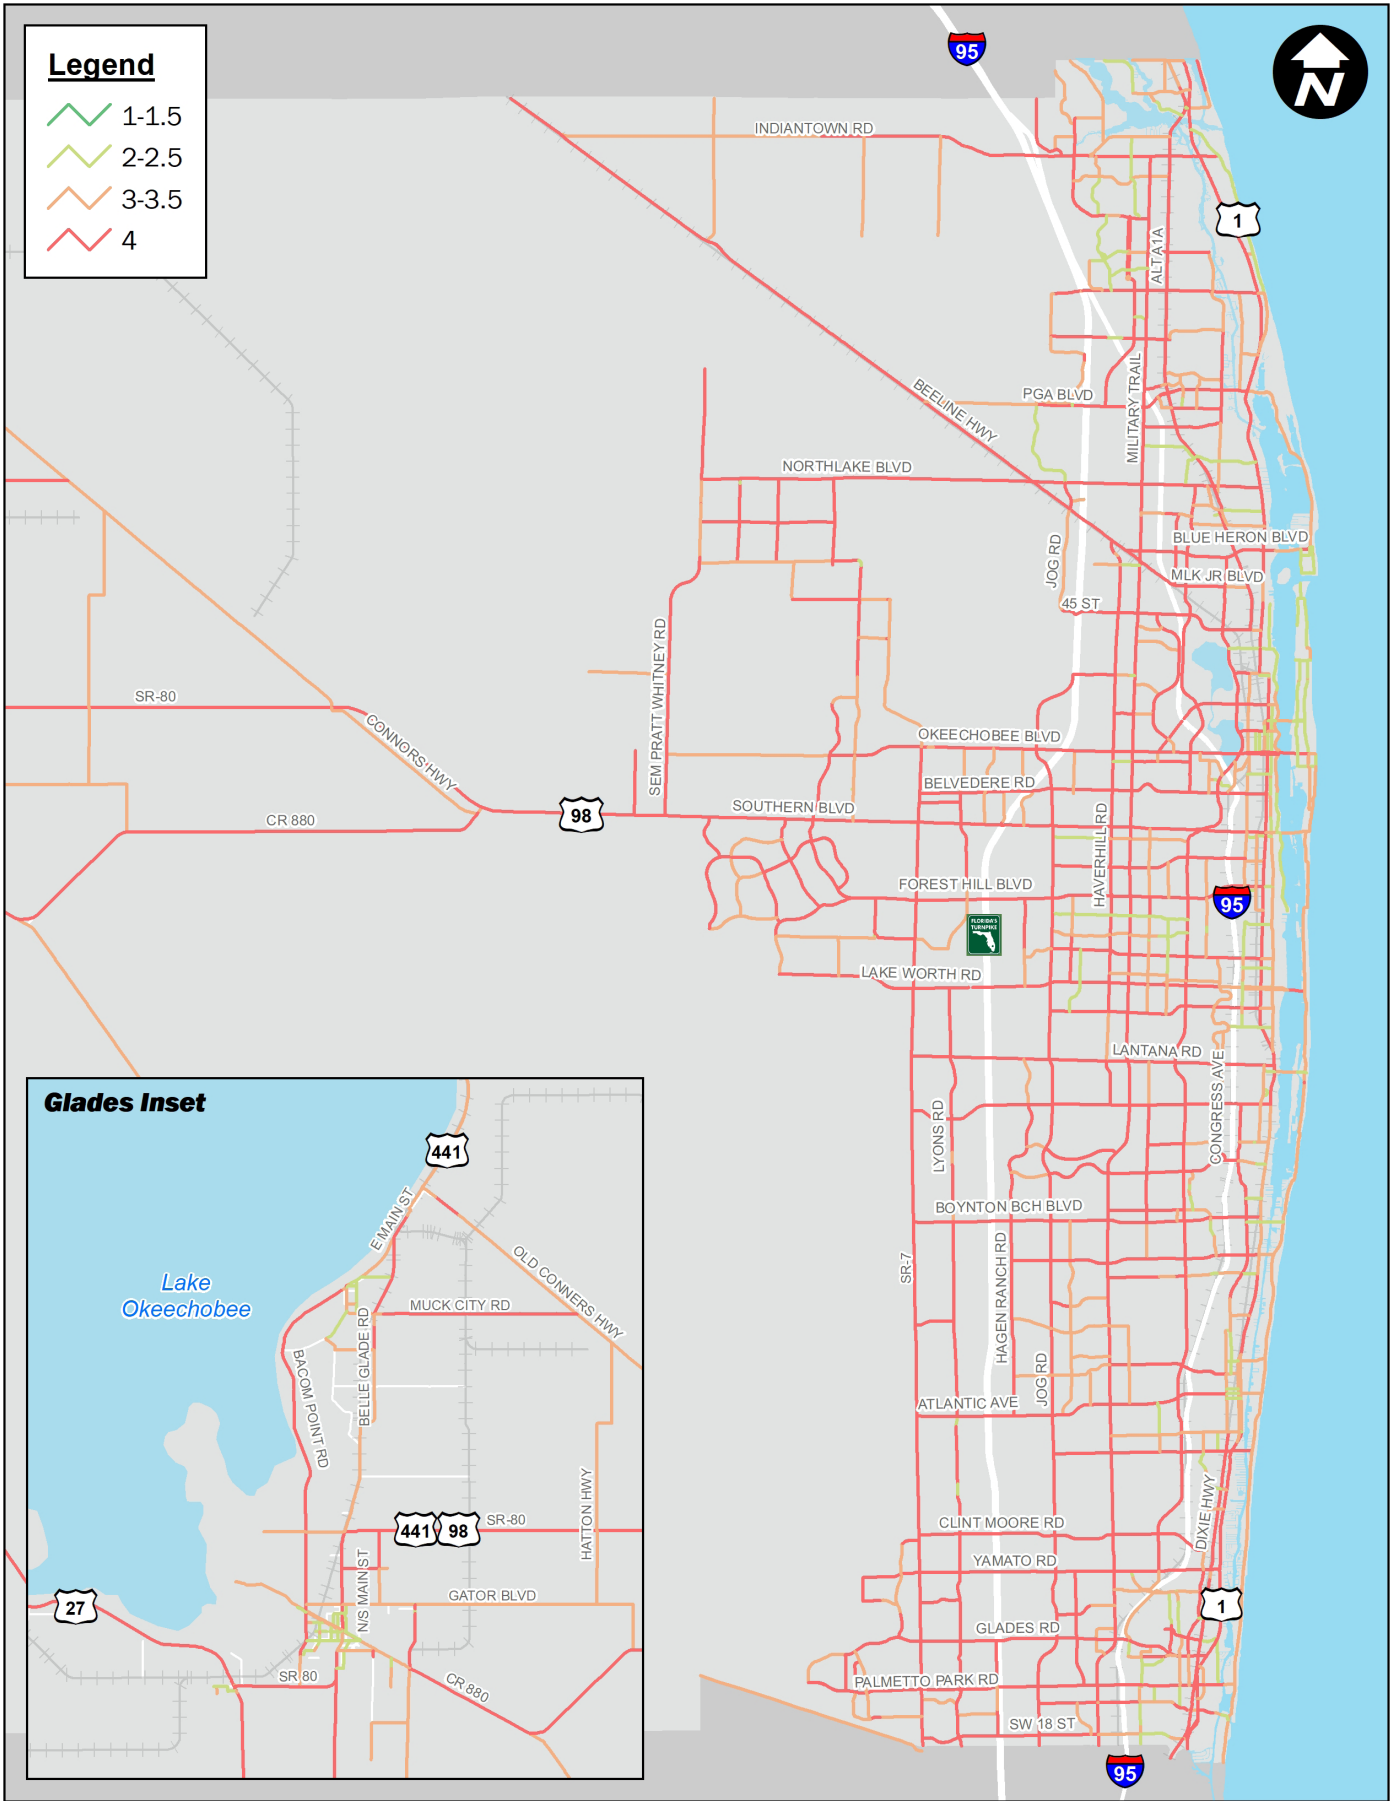 Legend
1-1.5
2-2.5
3-3.5
4
95
N
INDIANTOWN RD
1
ALT A1A
MILITARY TRAIL
BEELINE HWY
PGA BLVD
NORTHLAKE BLVD
JOG RD
BLUE HERON BLVD
MLK JR BLVD
45 ST
SEM PRATT WHITNEY RD
SR-80
CONNORS HWY
OKEECHOBEE BLVD
BELVEDERE RD
SOUTHERN BLVD
98
CR 880
HAVERHILL RD
FOREST HILL BLVD
95
FLORIDA'S
TURNPIKE
LAKE WORTH RD
LANTANA RD
CONGRESS AVE
LYONS RD
BOYNTON BCH BLVD
SR-7
HAGEN RANCH RD
JOG RD
ATLANTIC AVE
CLINT MOORE RD
DIXIE HWY
YAMATO RD
1
GLADES RD
PALMETTO PARK RD
SW 18 ST
95
Glades Inset
441
E MAIN ST
OLD CONNERS HWY
Lake
Okeechobee
MUCK CITY RD
BELLE GLADE RD
BACOM POINT RD
441
98
SR-80
HATTON HWY
N/S MAIN ST
GATOR BLVD
27
SR 80
CR 880